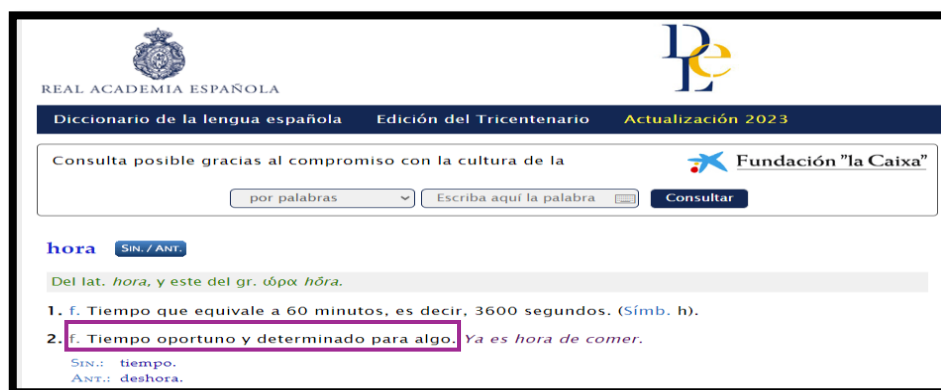 REAL ACADEMIA ESPAÑOLA
DLe
Diccionario de la lengua española Edición del Tricentenario Actualización 2023
Consulta posible gracias al compromiso con la cultura de la Fundación "la Caixa"
por palabras Escriba aquí la palabra Consultar
hora SIN. / ANT.
Del lat. hora, y este del gr. ὥρα hṓra.
1. f. Tiempo que equivale a 60 minutos, es decir, 3600 segundos. (Símb. h).
2. f. Tiempo oportuno y determinado para algo. Ya es hora de comer.
SIN.: tiempo.
ANT.: deshora.